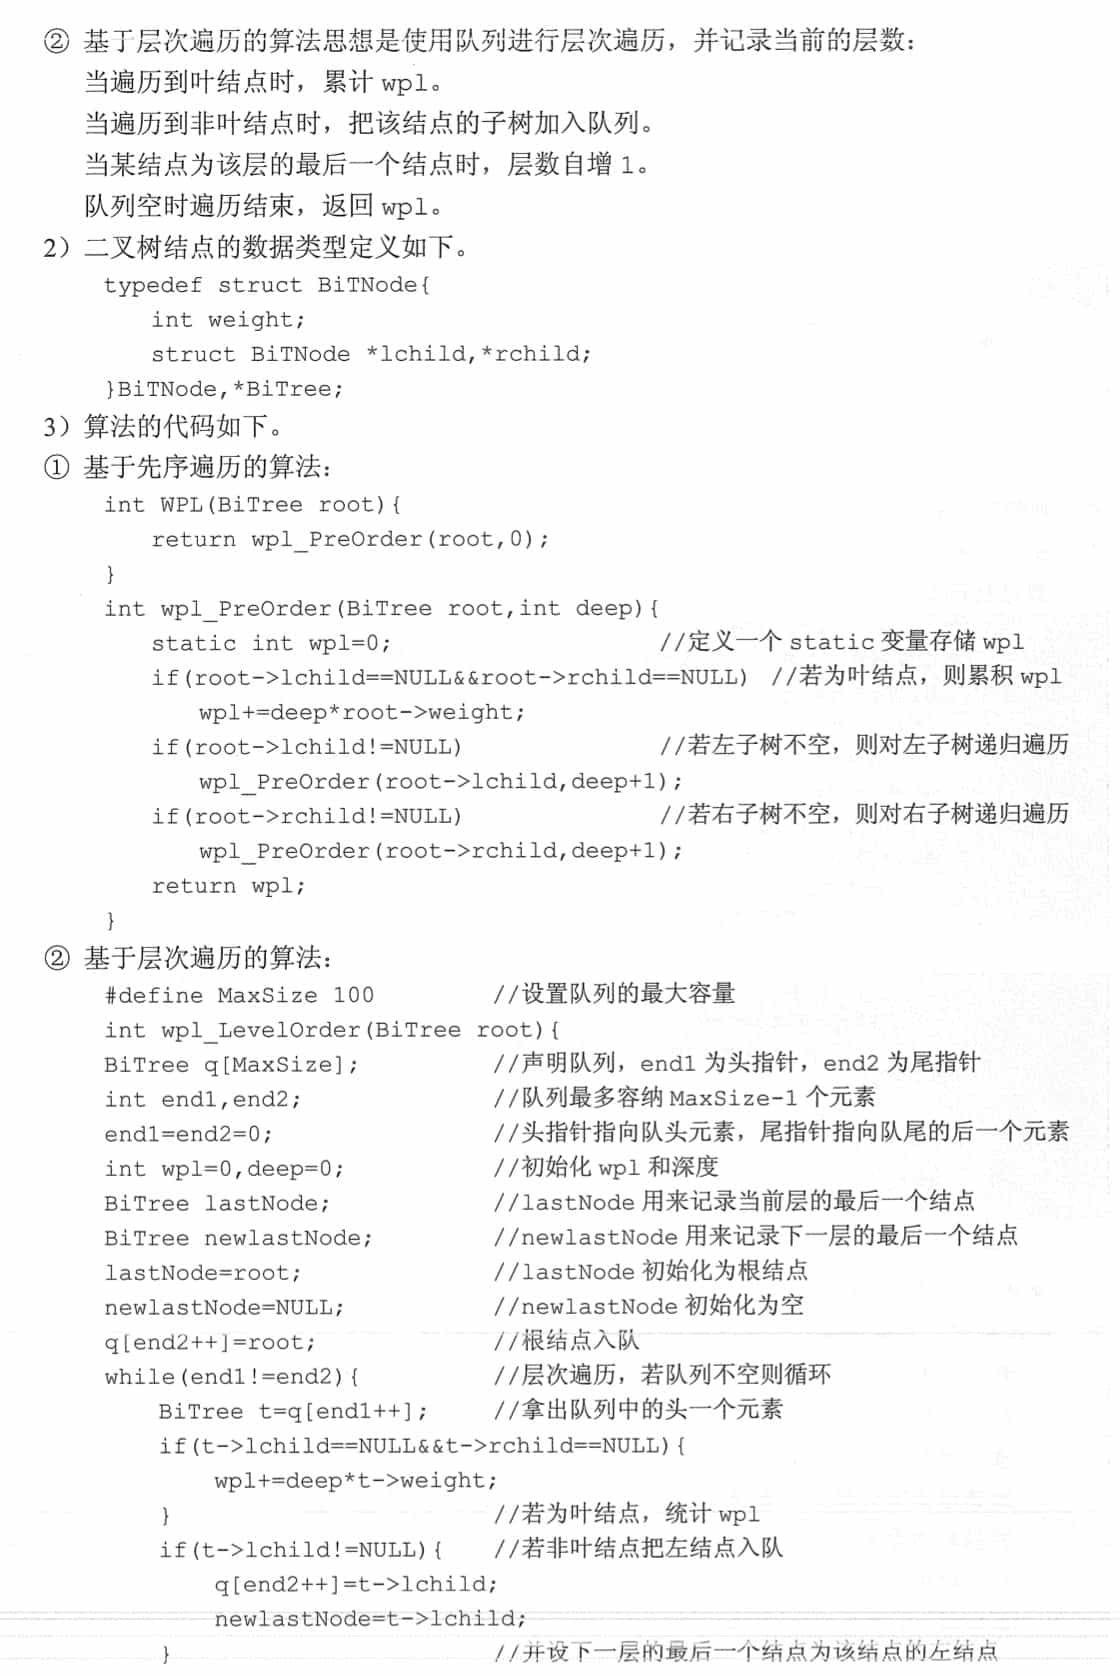 ② 基于层次遍历的算法思想是使用队列进行层次遍历，并记录当前的层数：
当遍历到叶结点时，累计 wpl。
当遍历到非叶结点时，把该结点的子树加入队列。
当某结点为该层的最后一个结点时，层数自增 1。
队列空时遍历结束，返回 wpl。
2）二叉树结点的数据类型定义如下。
typedef struct BiTNode{
int weight;
struct BiTNode *lchild,*rchild;
}BiTNode,*BiTree;
3）算法的代码如下。
① 基于先序遍历的算法：
int WPL(BiTree root){
return wpl_PreOrder(root,0);
}
int wpl_PreOrder(BiTree root,int deep){
static int wpl=0; //定义一个 static 变量存储 wpl
if(root->lchild==NULL&&root->rchild==NULL) //若为叶结点，则累积 wpl
wpl+=deep*root->weight;
if(root->lchild!=NULL) //若左子树不空，则对左子树递归遍历
wpl_PreOrder(root->lchild,deep+1);
if(root->rchild!=NULL) //若右子树不空，则对右子树递归遍历
wpl_PreOrder(root->rchild,deep+1);
return wpl;
}
② 基于层次遍历的算法：
#define MaxSize 100 //设置队列的最大容量
int wpl_LevelOrder(BiTree root){
BiTree q[MaxSize]; //声明队列，end1 为头指针，end2 为尾指针
int end1,end2; //队列最多容纳 MaxSize-1 个元素
end1=end2=0; //头指针指向队头元素，尾指针指向队尾的后一个元素
int wpl=0,deep=0; //初始化 wpl 和深度
BiTree lastNode; //lastNode 用来记录当前层的最后一个结点
BiTree newlastNode; //newlastNode 用来记录下一层的最后一个结点
lastNode=root; //lastNode 初始化为根结点
newlastNode=NULL; //newlastNode 初始化为空
q[end2++]=root; //根结点入队
while(end1!=end2){ //层次遍历，若队列不空则循环
BiTree t=q[end1++]; //拿出队列中的头一个元素
if(t->lchild==NULL&&t->rchild==NULL){
wpl+=deep*t->weight;
} //若为叶结点，统计 wpl
if(t->lchild!=NULL){ //若非叶结点把左结点入队
q[end2++]=t->lchild;
newlastNode=t->lchild;
} //并设下一层的最后一个结点为该结点的左结点